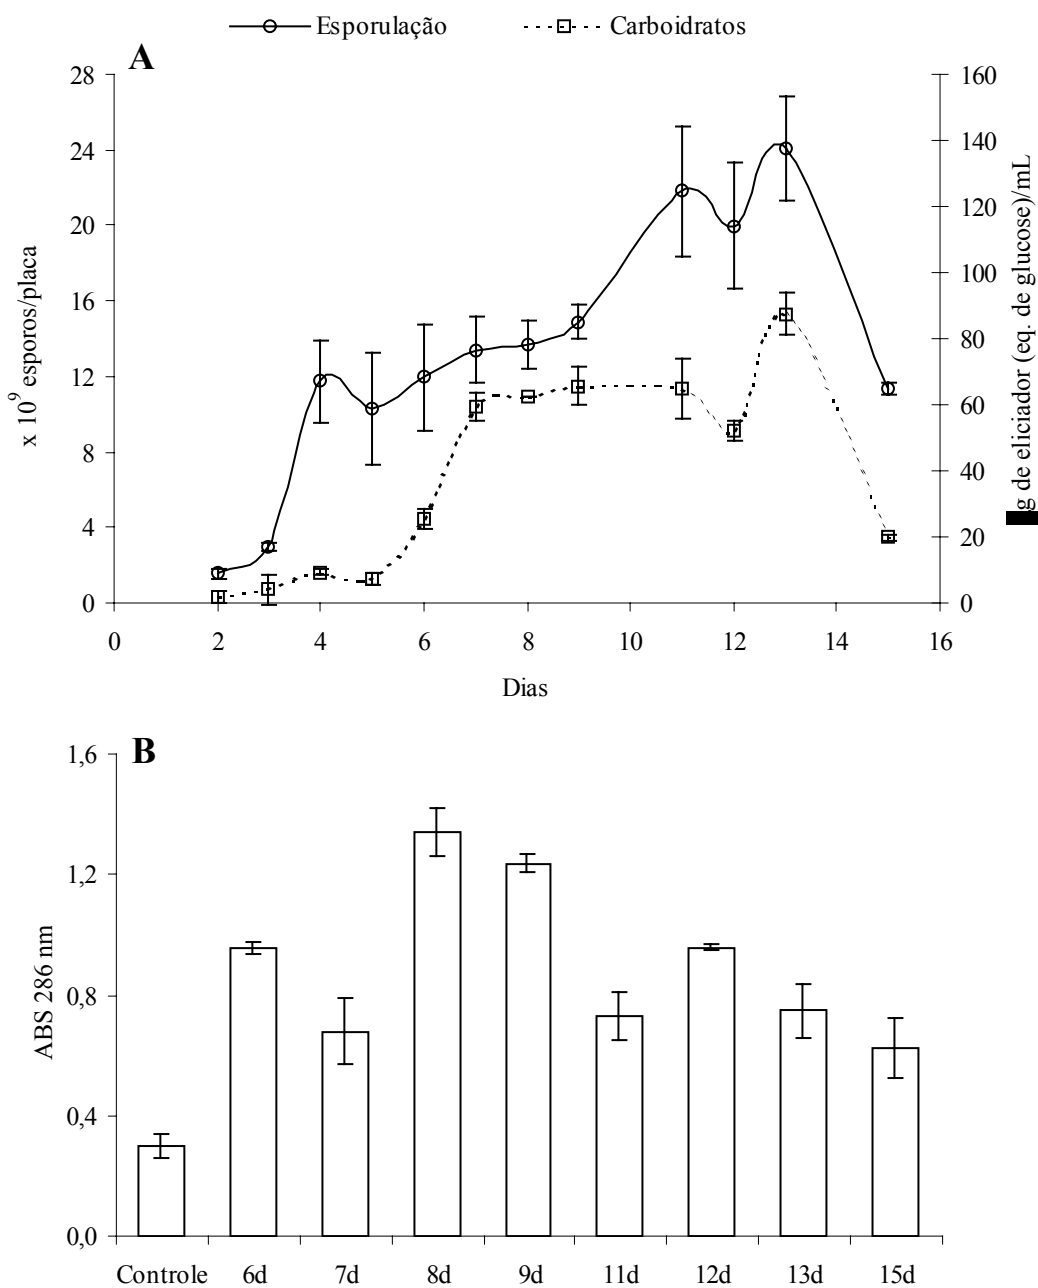 Esporulação Carboidratos
A
28 160
24 140
120
20
100
16
80
12
60
8
40
4
20
0 0
0 2 4 6 8 10 12 14 16
Dias
x 10⁹ esporos/placa
g de eliciador (eq. de glucose)/mL
B
1,6
1,2
0,8
0,4
0,0
ABS 286 nm
Controle 6d 7d 8d 9d 11d 12d 13d 15d